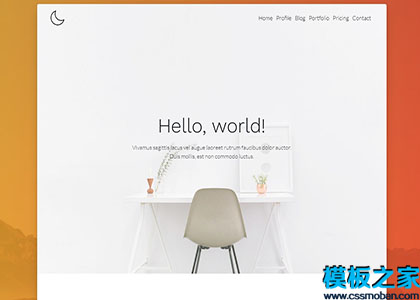 Home Profile Blog Portfolio Pricing Contact
Hello, world!
Vivamus sagittis lacus vel augue laoreet rutrum faucibus dolor auctor.
Duis mollis, est non commodo luctus.
模板之家
www.cssmoban.com